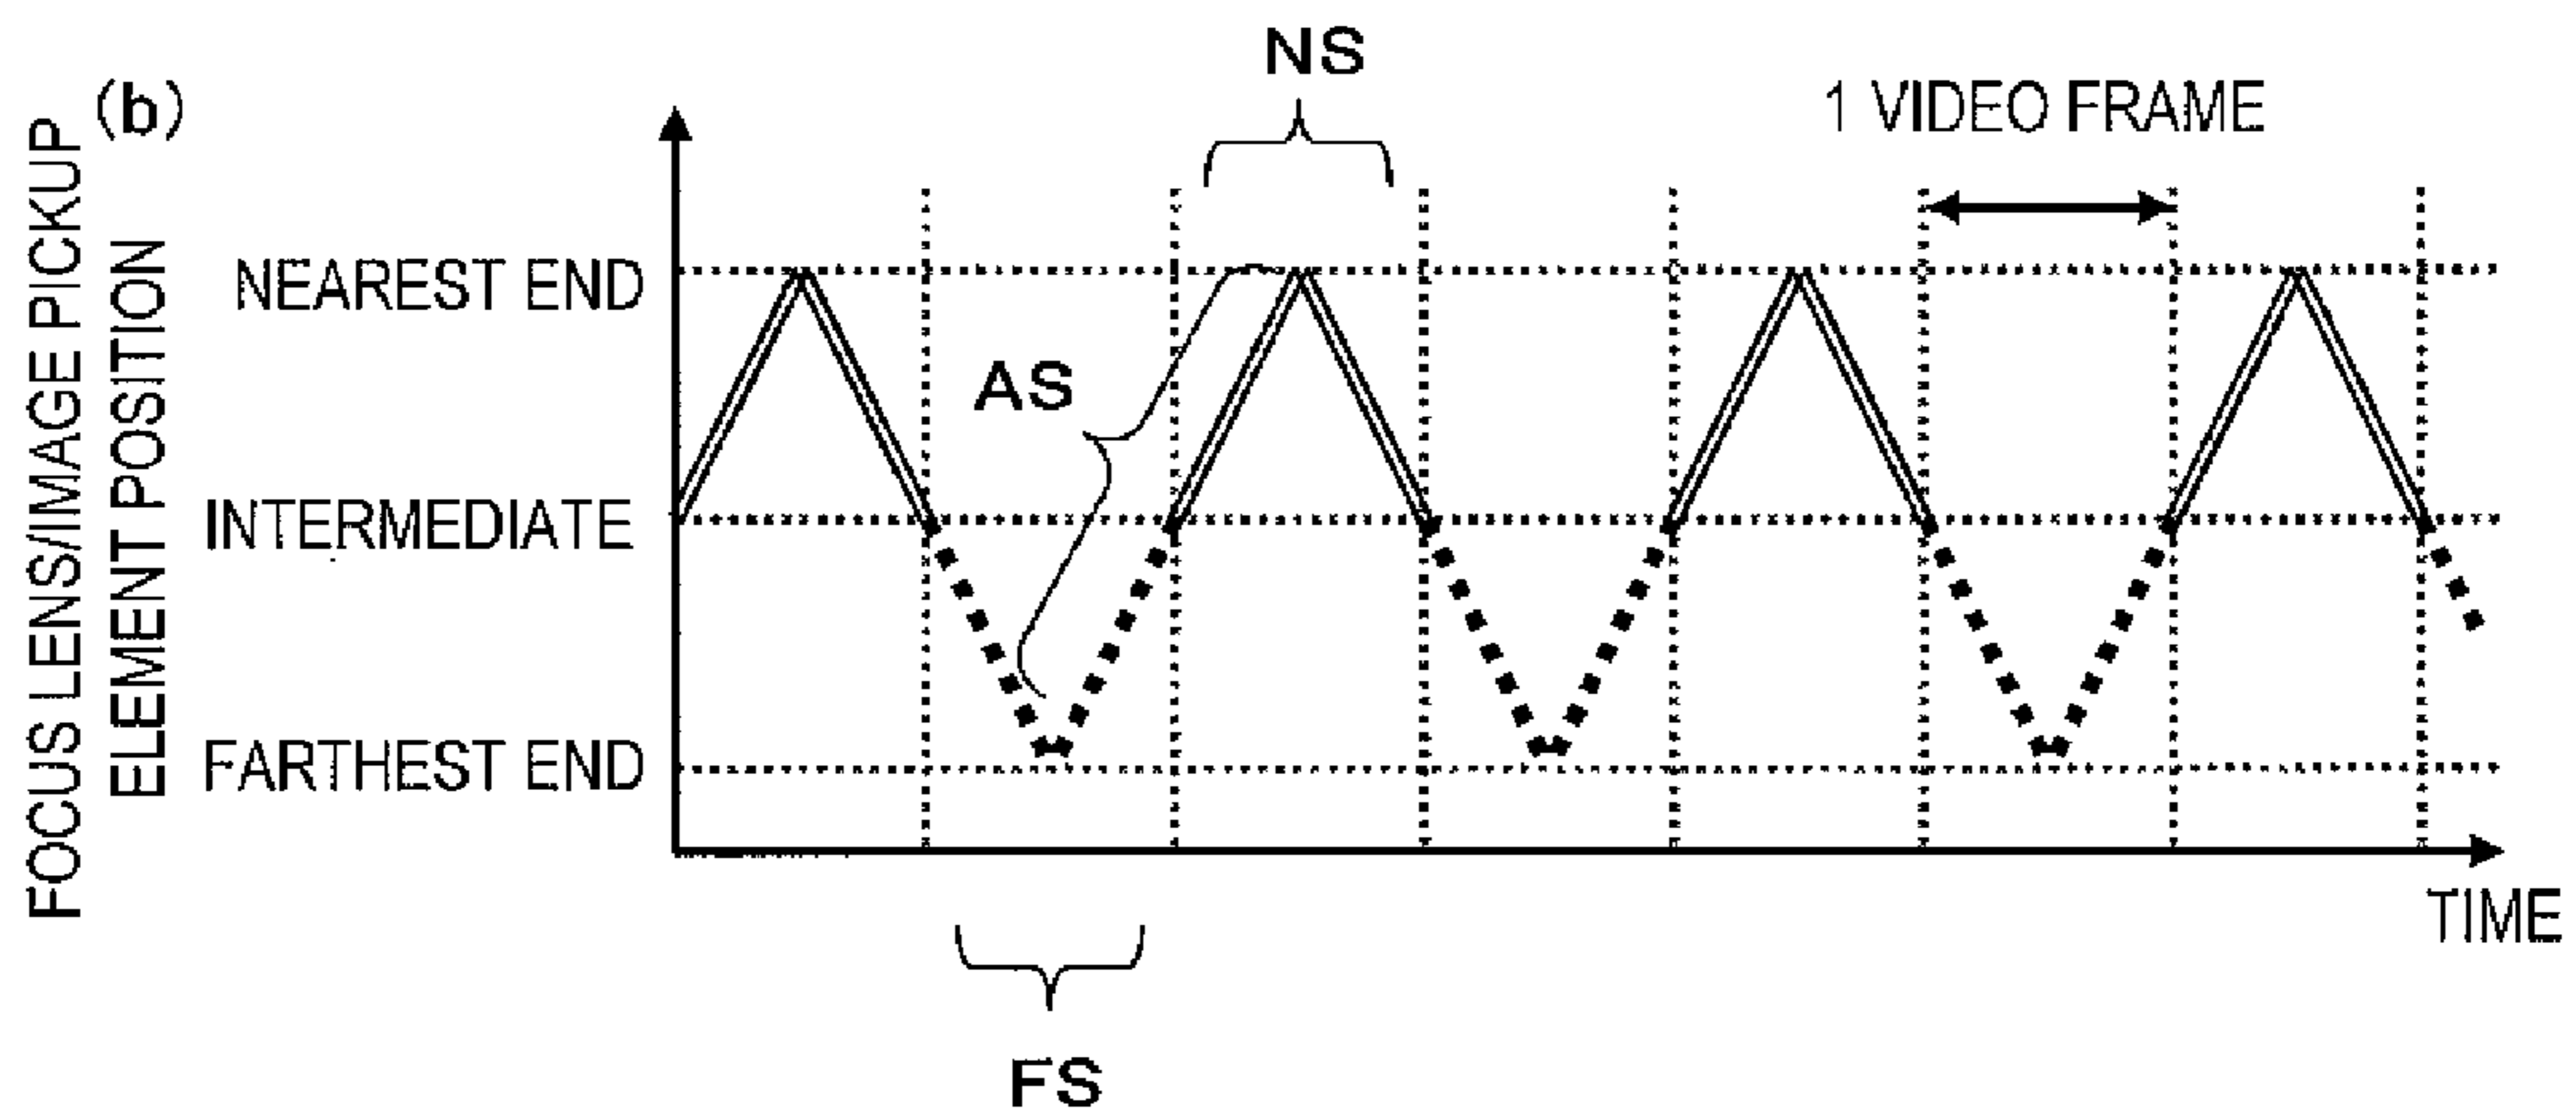 (b)
NS
1 VIDEO FRAME
FOCUS LENS/IMAGE PICKUP
ELEMENT POSITION
NEAREST END
AS
INTERMEDIATE
FARTHEST END
TIME
FS